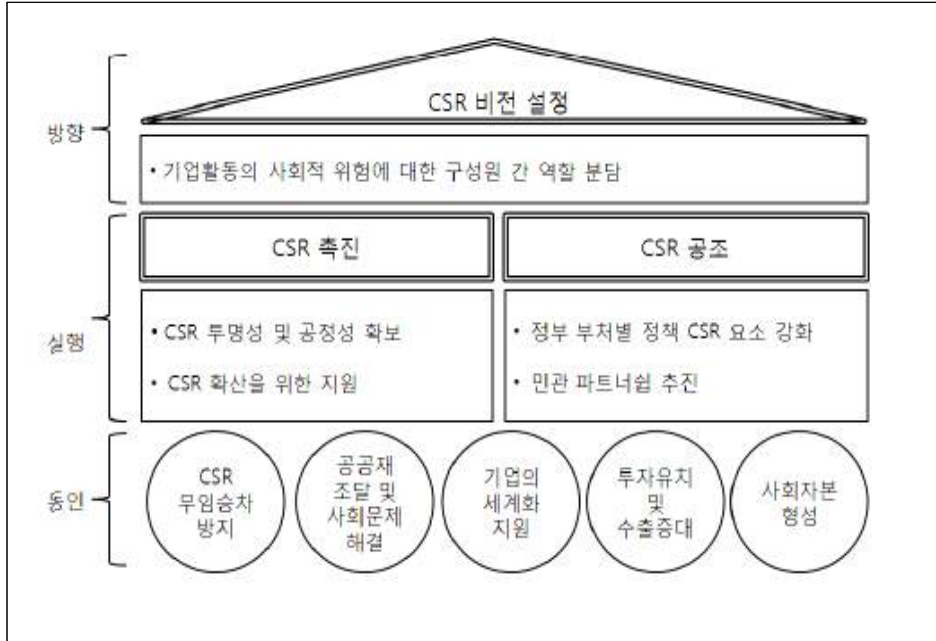 CSR 비전 설정
방향
• 기업활동의 사회적 위험에 대한 구성원 간 역할 분담
CSR 촉진
CSR 공조
실행
• CSR 투명성 및 공정성 확보
• CSR 확산을 위한 지원
• 정부 부처별 정책 CSR 요소 강화
• 민관 파트너쉽 추진
동인
CSR
무임승차
방지
공공재
조달 및
사회문제
해결
기업의
세계화
지원
투자유치
및
수출증대
사회자본
형성